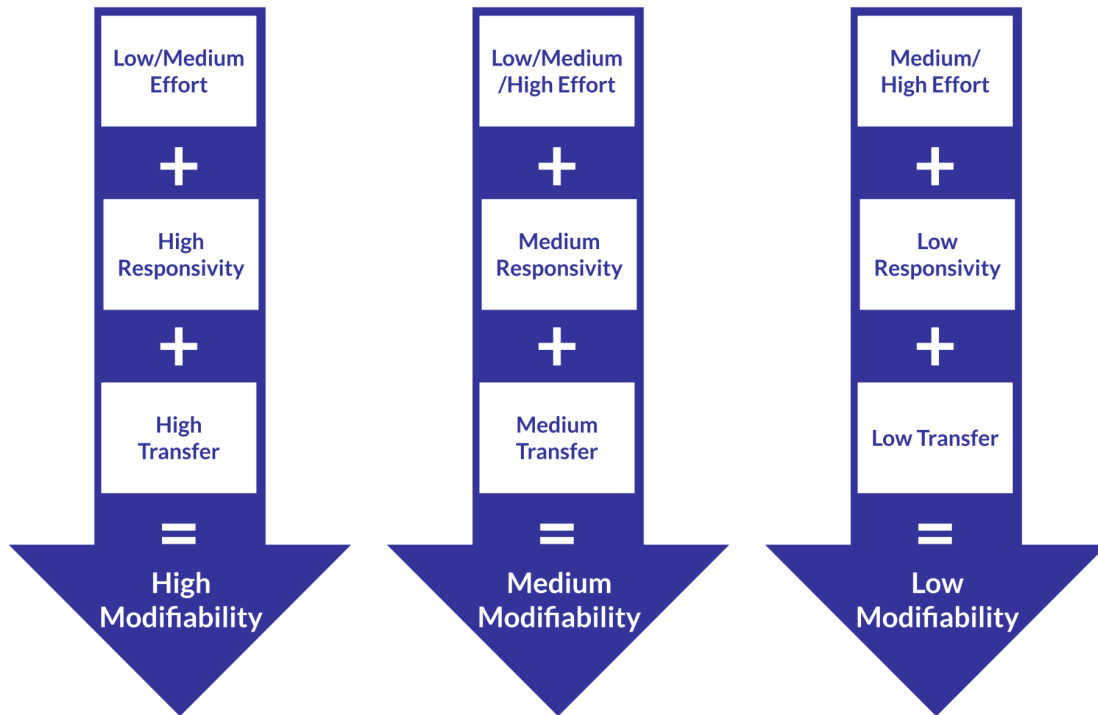 Low/Medium
Effort
+
High
Responsivity
+
High
Transfer
=
High
Modifiability
Low/Medium
/High Effort
+
Medium
Responsivity
+
Medium
Transfer
=
Medium
Modifiability
Medium/
High Effort
+
Low
Responsivity
+
Low Transfer
=
Low
Modifiability